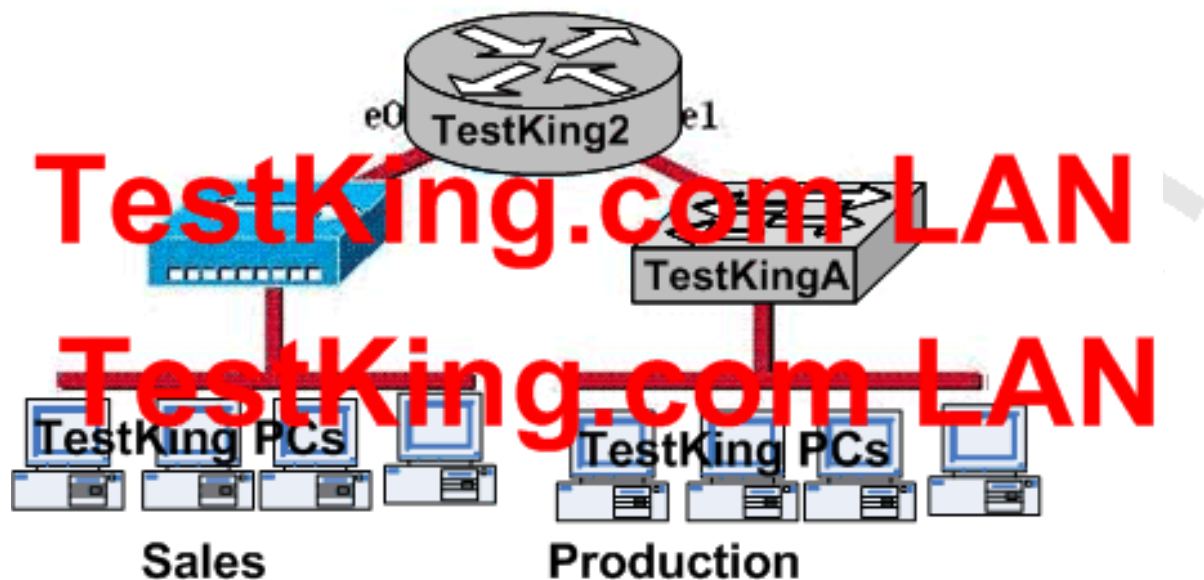 e0 TestKing2 e1
TestKing.com LAN
TestKingA
TestKing.com LAN
TestKing PCs TestKing PCs
Sales Production